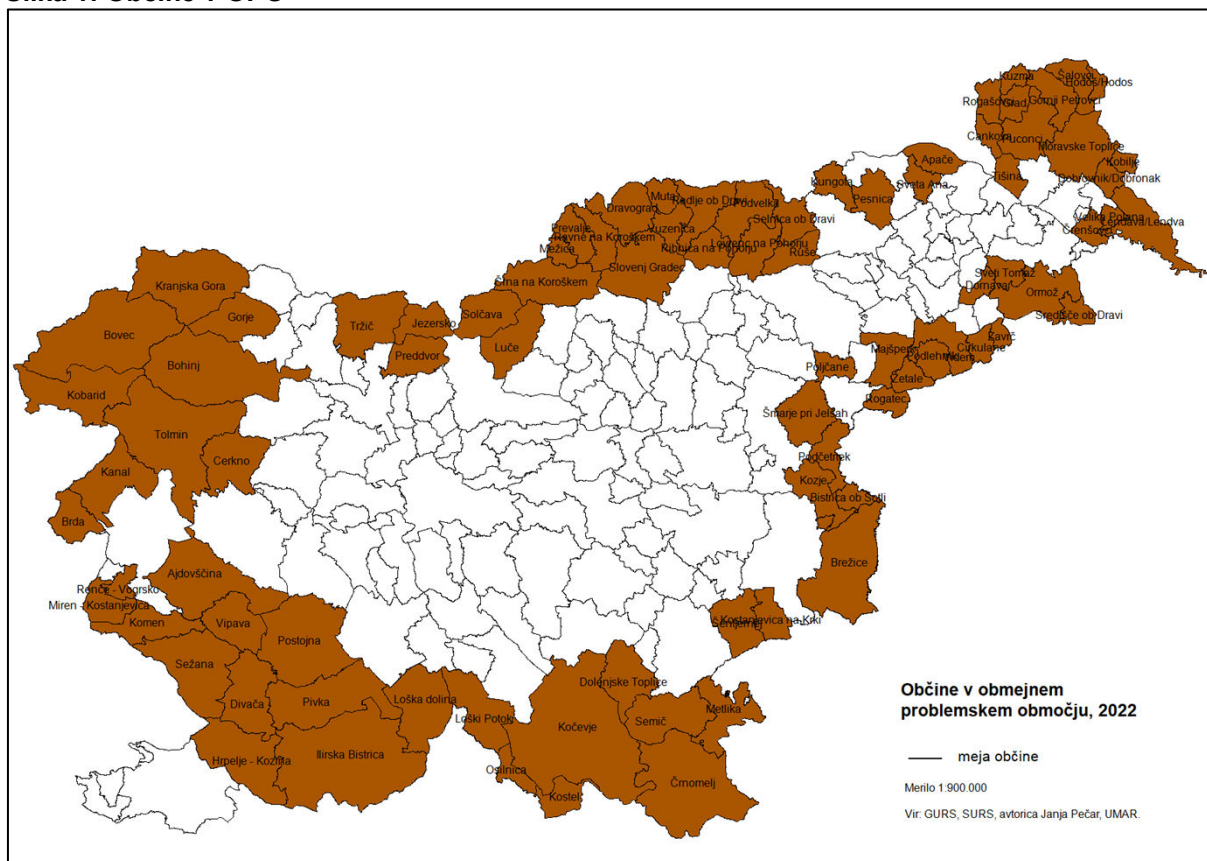 Kuzma
Šalovci
Hodoš/Hodos
Rogašovci
Grad
Gornji Petrovci
Cankova
Puconci
Moravske Toplice
Kobilje
Tišina
Dobrovnik/Dobronak
Apače
Kungota
Pesnica
Sveta Ana
Velika Polana
Lendava/Lendva
Črenšovci
Muta
Radlje ob Dravi
Podvelka
Dravograd
Selnica ob Dravi
Prevalje
Vuzenica
Ravne na Koroškem
Lovrenc na Pohorju
Mežica
Ribnica na Pohorju
Ruše
Slovenj Gradec
Črna na Koroškem
Sveti Tomaž
Dornava
Ormož
Središče ob Dravi
Kranjska Gora
Gorje
Bovec
Tržič
Jezersko
Solčava
Preddvor
Luče
Bohinj
Zavrč
Cirkulane
Majšperk
Podlehnik
Videm
Poljčane
Žetale
Rogatec
Kobarid
Tolmin
Šmarje pri Jelšah
Cerkno
Kanal
Podčetrtek
Kozje
Bistrica ob Sotli
Brda
Brežice
Ajdovščina
Renče - Vogrsko
Miren - Kostanjevica
Komen
Vipava
Postojna
Kostanjevica na Krki
Šentjernej
Sežana
Dolenjske Toplice
Divača
Pivka
Loška dolina
Loški Potok
Kočevje
Semič
Metlika
Hrpelje - Kozina
Ilirska Bistrica
Osilnica
Kostel
Črnomelj
Občine v obmejnem
problemskem območju, 2022
meja občine
Merilo 1:900.000
Vir: GURS, SURS, avtorica Janja Pečar, UMAR.